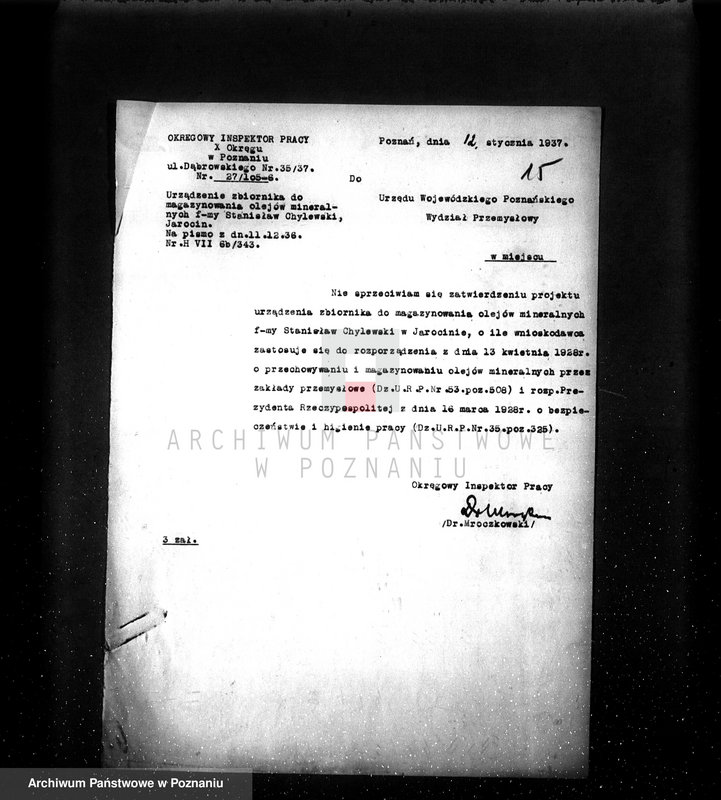 OKRĘGOWY INSPEKTOR PRACY
X Okręgu
w Poznaniu
ul.Dąbrowskiego Nr.35/37.
Nr. 27/105-6.
Poznań, dnia 12. stycznia 1937.
15
Do
Urządzenie zbiornika do
magazynowania olejów mineral-
nych f-my Stanisław Chylewski,
Jarocin.
Na pismo z dn.11.12.36.
Nr.H VII 6b/343.
Urzędu Wojewódzkiego Poznańskiego
Wydział Przemysłowy
w miejscu
Nie sprzeciwiam się zatwierdzeniu projektu
urządzenia zbiornika do magazynowania olejów mineralnych
f-my Stanisław Chylewski w Jarocinie, o ile wnioskodawca
zastosuje się do rozporządzenia z dnia 13 kwietnia 1928r.
o przechowywaniu i magazynowaniu olejów mineralnych przez
zakłady przemysłowe (Dz.U.R.P.Nr.53.poz.508) i rozp.Pre-
zydenta Rzeczypospolitej z dnia 16 marca 1928r. o bezpie-
czeństwie i higienie pracy (Dz.U.R.P.Nr.35.poz.325).
ARCHIWUM PAŃSTWOWE
W POZNANIU
Okręgowy Inspektor Pracy
/Dr.Mroczkowski/
3 zał.
Archiwum Państwowe w Poznaniu